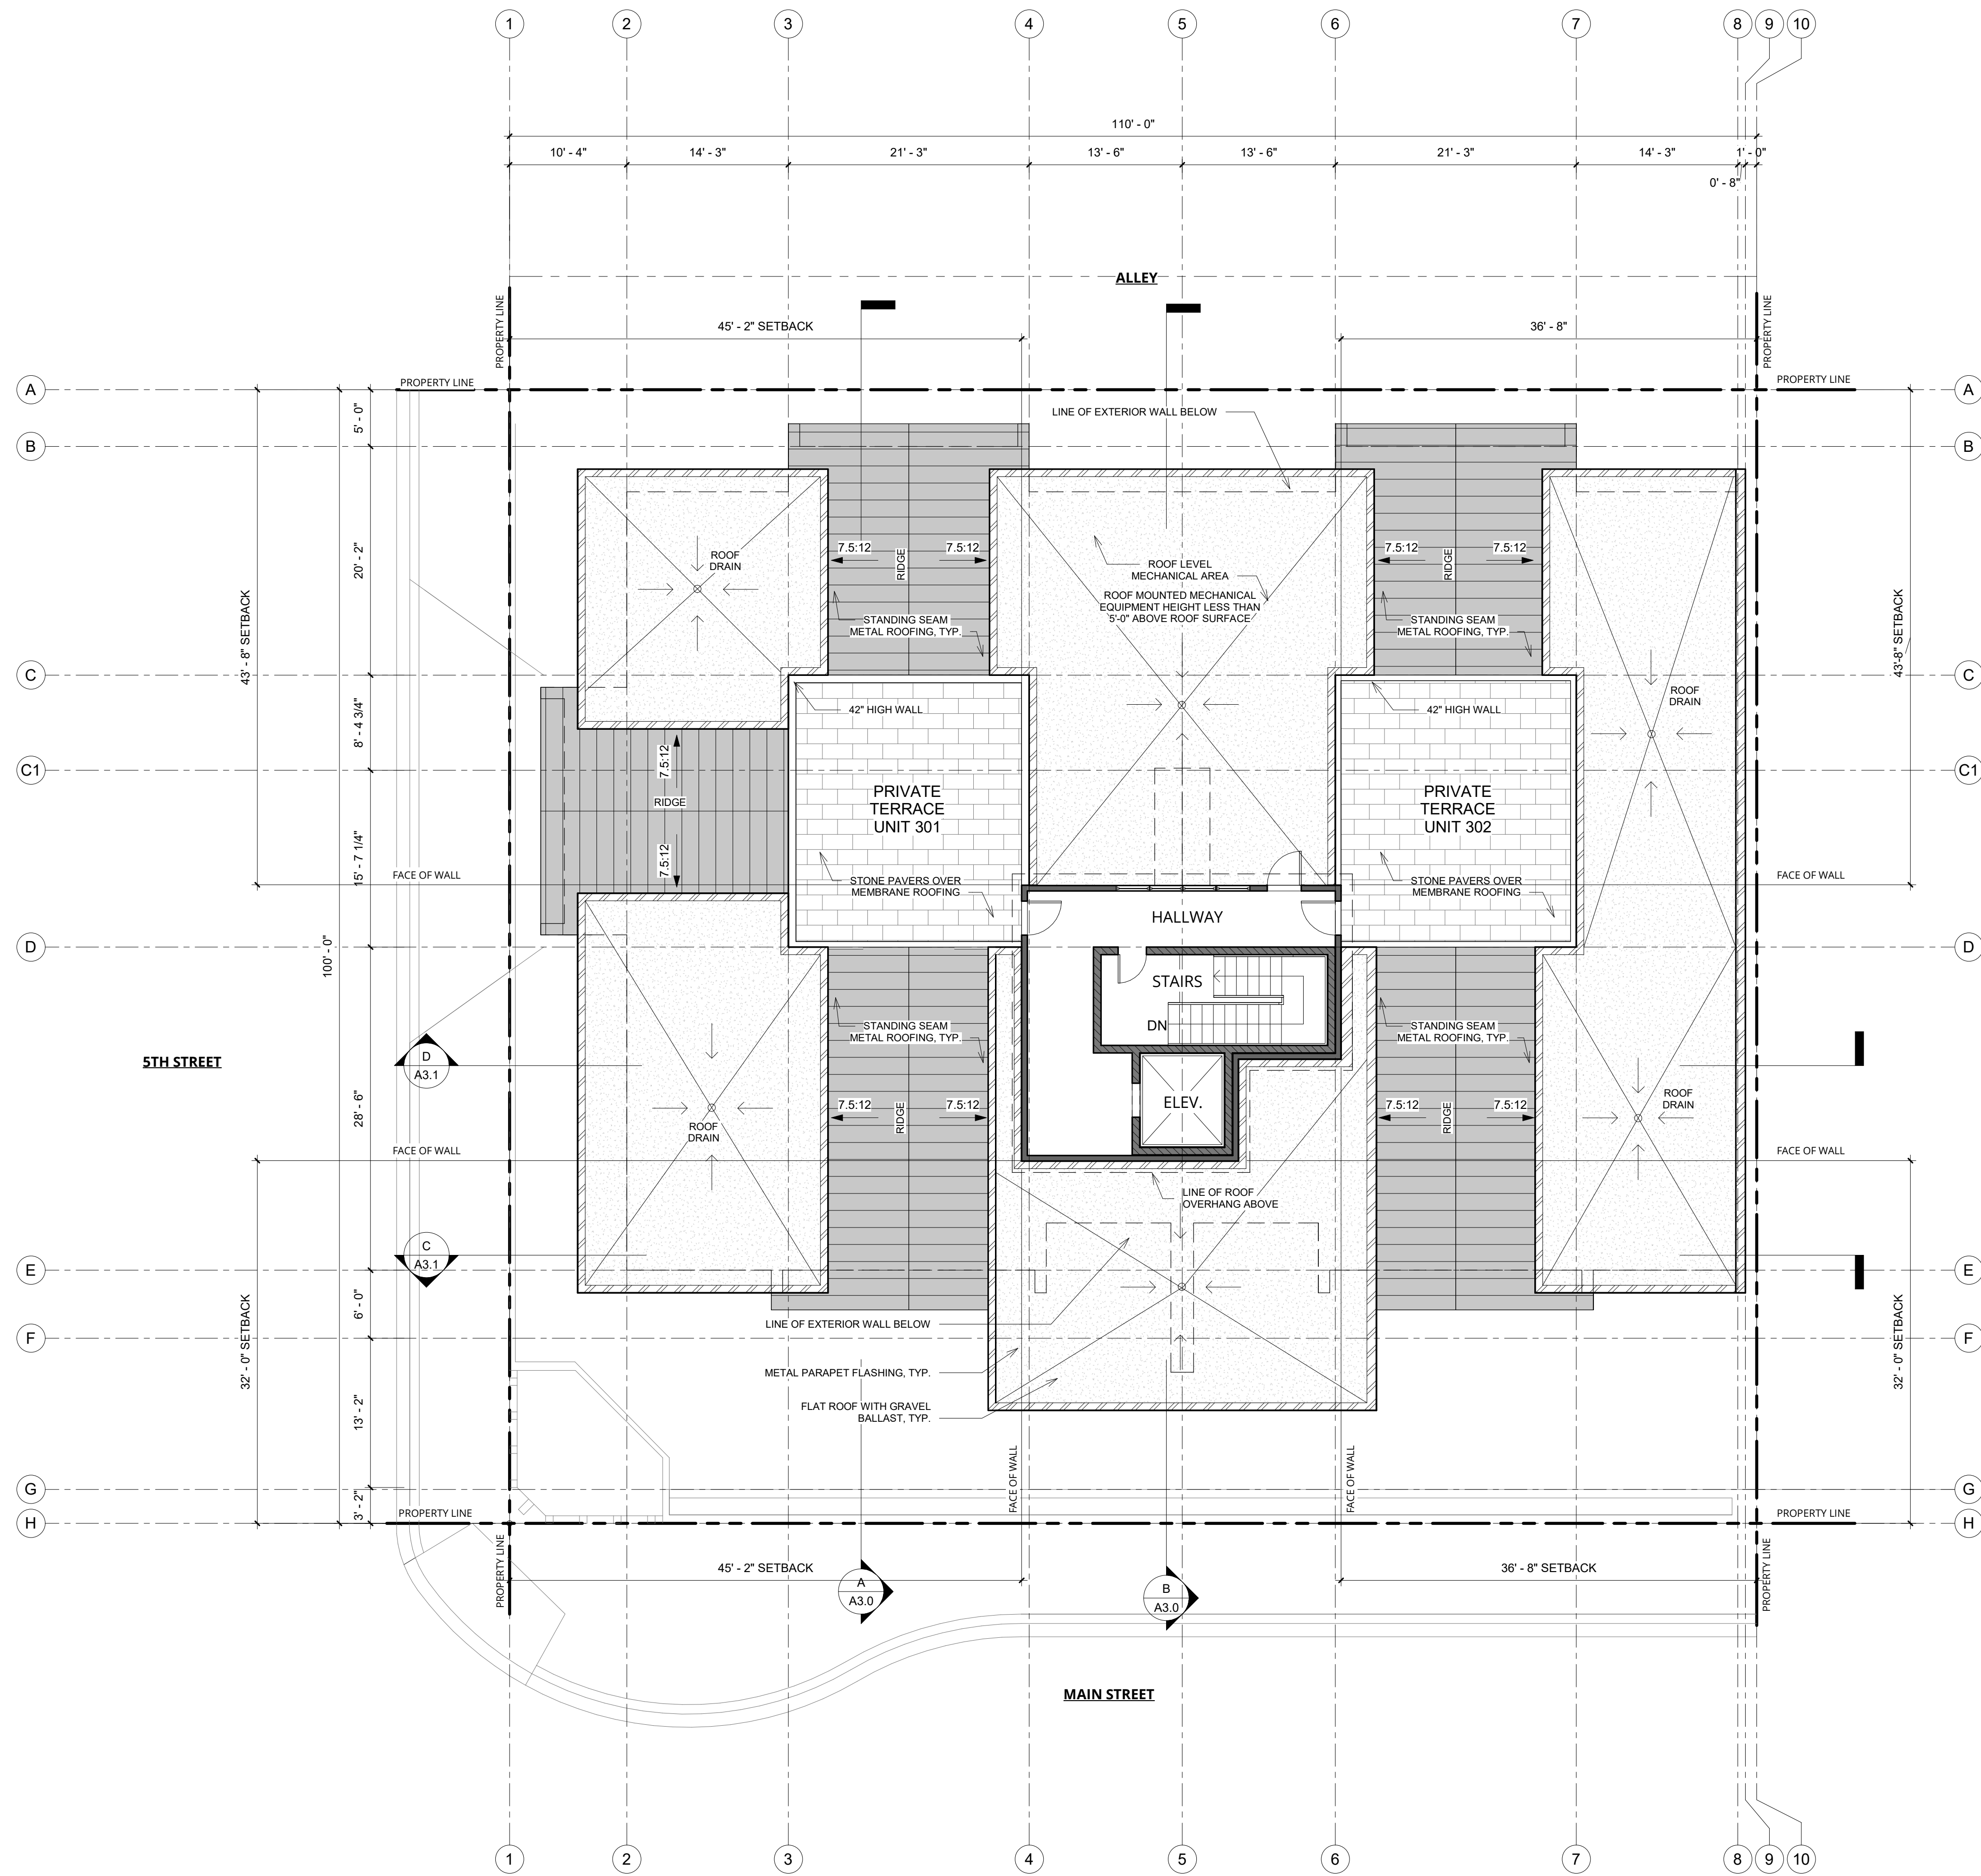 1 2 3 4 5 6 7 8 9 10
110' - 0"
10' - 4" 14' - 3" 21' - 3" 13' - 6" 13' - 6" 21' - 3" 14' - 3" 1' - 0"
0' - 8"
ALLEY
PROPERTY LINE
PROPERTY LINE
45' - 2" SETBACK
36' - 8"
PROPERTY LINE
PROPERTY LINE
A
A
5' - 0"
LINE OF EXTERIOR WALL BELOW
B
B
20' - 2"
43' - 8" SETBACK
43'-8" SETBACK
ROOF
DRAIN
7.5:12
RIDGE
7.5:12
ROOF LEVEL
MECHANICAL AREA
ROOF MOUNTED MECHANICAL
EQUIPMENT HEIGHT LESS THAN
5'-0" ABOVE ROOF SURFACE
7.5:12
RIDGE
7.5:12
STANDING SEAM
METAL ROOFING, TYP.
STANDING SEAM
METAL ROOFING, TYP.
C
C
ROOF
DRAIN
42" HIGH WALL
42" HIGH WALL
8' - 4 3/4"
7.5:12
C1
C1
RIDGE
PRIVATE
TERRACE
UNIT 301
PRIVATE
TERRACE
UNIT 302
7.5:12
15' - 7 1/4"
FACE OF WALL
FACE OF WALL
STONE PAVERS OVER
MEMBRANE ROOFING
STONE PAVERS OVER
MEMBRANE ROOFING
HALLWAY
D
D
100' - 0"
STAIRS
DN
STANDING SEAM
METAL ROOFING, TYP.
STANDING SEAM
METAL ROOFING, TYP.
5TH STREET
D
A3.1
28' - 6"
7.5:12
RIDGE
7.5:12
ELEV.
7.5:12
RIDGE
7.5:12
ROOF
DRAIN
ROOF
DRAIN
FACE OF WALL
FACE OF WALL
LINE OF ROOF
OVERHANG ABOVE
C
A3.1
E
E
6' - 0"
32' - 0" SETBACK
32' - 0" SETBACK
LINE OF EXTERIOR WALL BELOW
F
F
METAL PARAPET FLASHING, TYP.
FLAT ROOF WITH GRAVEL
BALLAST, TYP.
13' - 2"
FACE OF WALL
FACE OF WALL
G
G
3' - 2"
PROPERTY LINE
PROPERTY LINE
H
H
PROPERTY LINE
PROPERTY LINE
45' - 2" SETBACK
36' - 8" SETBACK
A
A3.0
B
A3.0
MAIN STREET
1 2 3 4 5 6 7 8 9 10